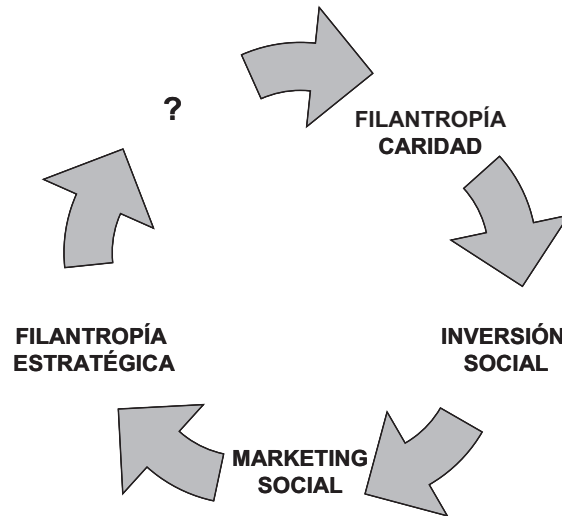 ?
FILANTROPÍA
CARIDAD
INVERSIÓN
SOCIAL
MARKETING
SOCIAL
FILANTROPÍA
ESTRATÉGICA